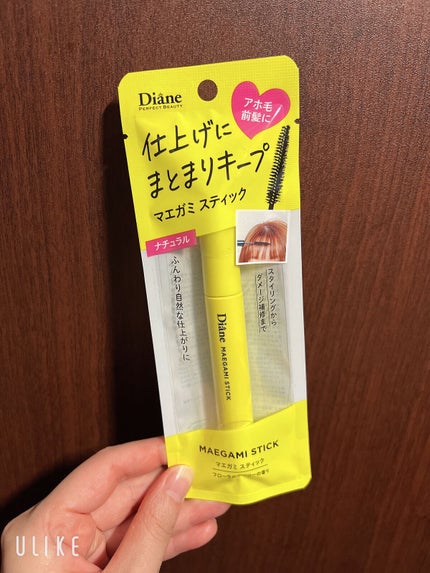 Diane
PERFECT BEAUTY
アホ毛
前髪に
仕上げに
まとまりキープ
マエガミ スティック
ナチュラル
ふんわり自然な仕上がりに
スタイリングから
ダメージ補修まで
Diane MAEGAMI STICK
MAEGAMI STICK
マエガミ スティック
の香り
ULIKE